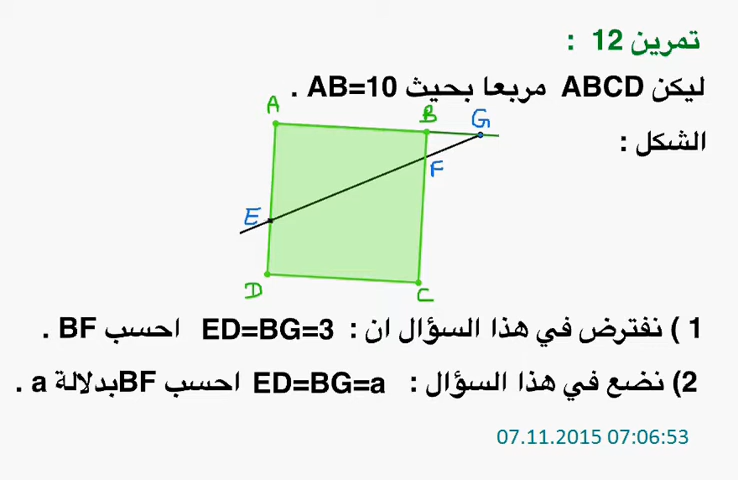 تمرين 12 :
ليكن ABCD مربعا بحيث AB=10 .
الشكل :
A
B
G
F
E
D
C
1 ) نفترض في هذا السؤال ان : ED=BG=3 احسب BF .
2) نضع في هذا السؤال : ED=BG=a احسب BFبدلالة a .
07.11.2015 07:06:53